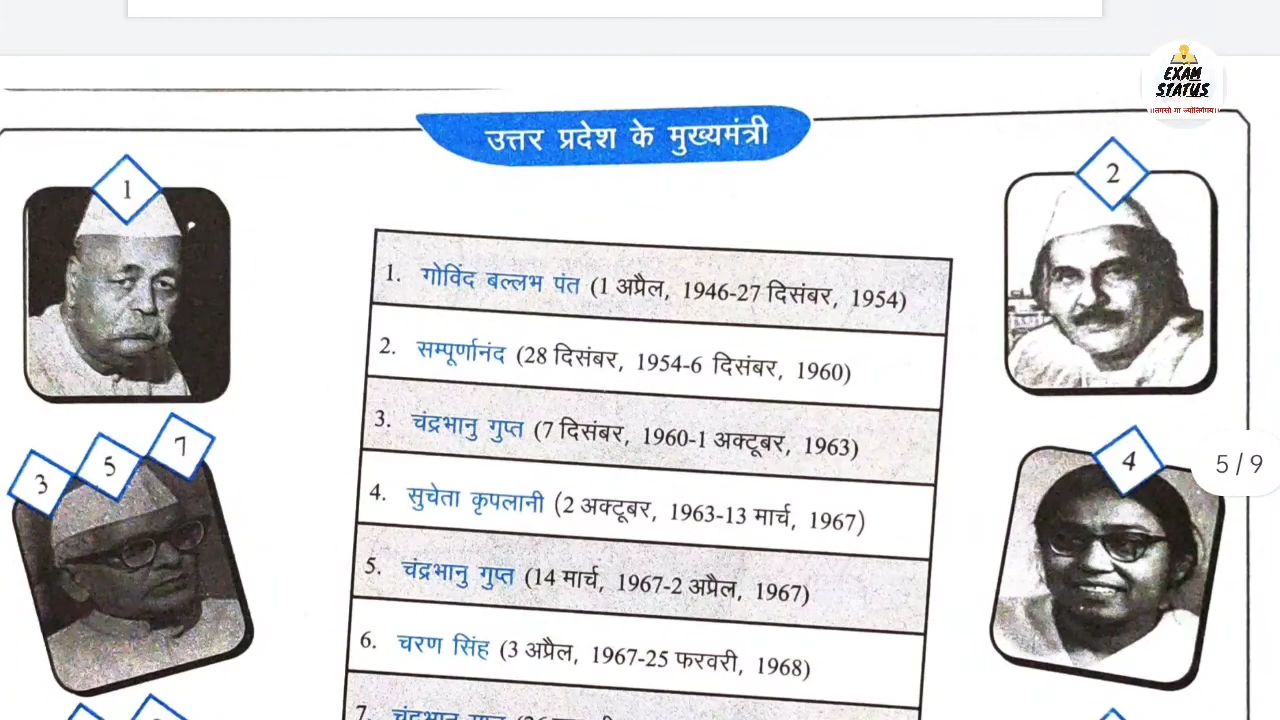 EXAM
STATUS
॥तमसो मा ज्योतिर्गमय॥
उत्तर प्रदेश के मुख्यमंत्री
1
2
1. गोविंद बल्लभ पंत (1 अप्रैल, 1946-27 दिसंबर, 1954)
2. सम्पूर्णानंद (28 दिसंबर, 1954-6 दिसंबर, 1960)
3 5 7
3. चंद्रभानु गुप्त (7 दिसंबर, 1960-1 अक्टूबर, 1963)
4
5/9
4. सुचेता कृपलानी (2 अक्टूबर, 1963-13 मार्च, 1967)
5. चंद्रभानु गुप्त (14 मार्च, 1967-2 अप्रैल, 1967)
6. चरण सिंह (3 अप्रैल, 1967-25 फरवरी, 1968)
7.